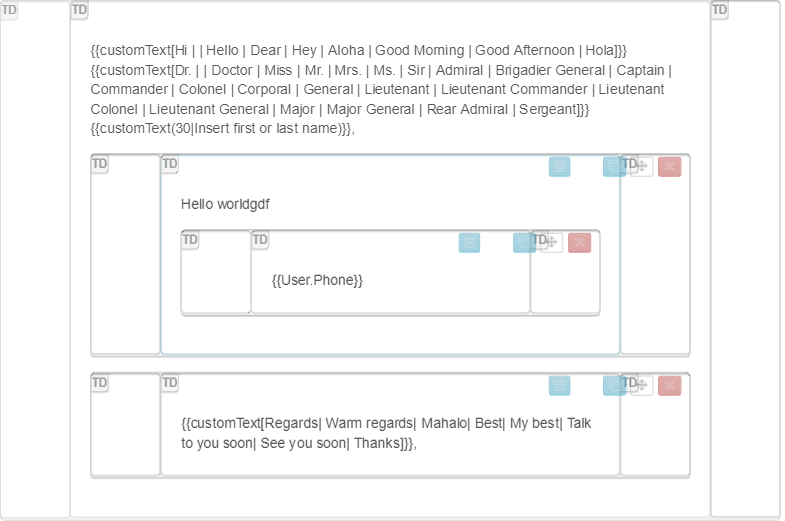 TD TD TD
{{customText[Hi | | Hello | Dear | Hey | Aloha | Good Morning | Good Afternoon | Hola]}}
{{customText[Dr. | | Doctor | Miss | Mr. | Mrs. | Ms. | Sir | Admiral | Brigadier General | Captain |
Commander | Colonel | Corporal | General | Lieutenant | Lieutenant Commander | Lieutenant
Colonel | Lieutenant General | Major | Major General | Rear Admiral | Sergeant]}}
{{customText(30|Insert first or last name)}},
TD TD TD
Hello worldgdf
TD TD TD
{{User.Phone}}
TD TD TD
{{customText[Regards| Warm regards| Mahalo| Best| My best| Talk
to you soon| See you soon| Thanks]}},